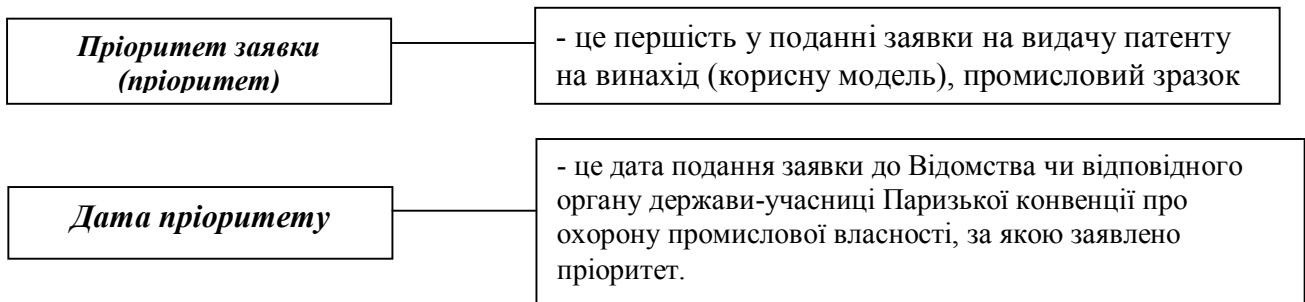 Пріоритет заявки
(пріоритет)
- це першість у поданні заявки на видачу патенту
на винахід (корисну модель), промисловий зразок
Дата пріоритету
- це дата подання заявки до Відомства чи відповідного
органу держави-учасниці Паризької конвенції про
охорону промислової власності, за якою заявлено
пріоритет.